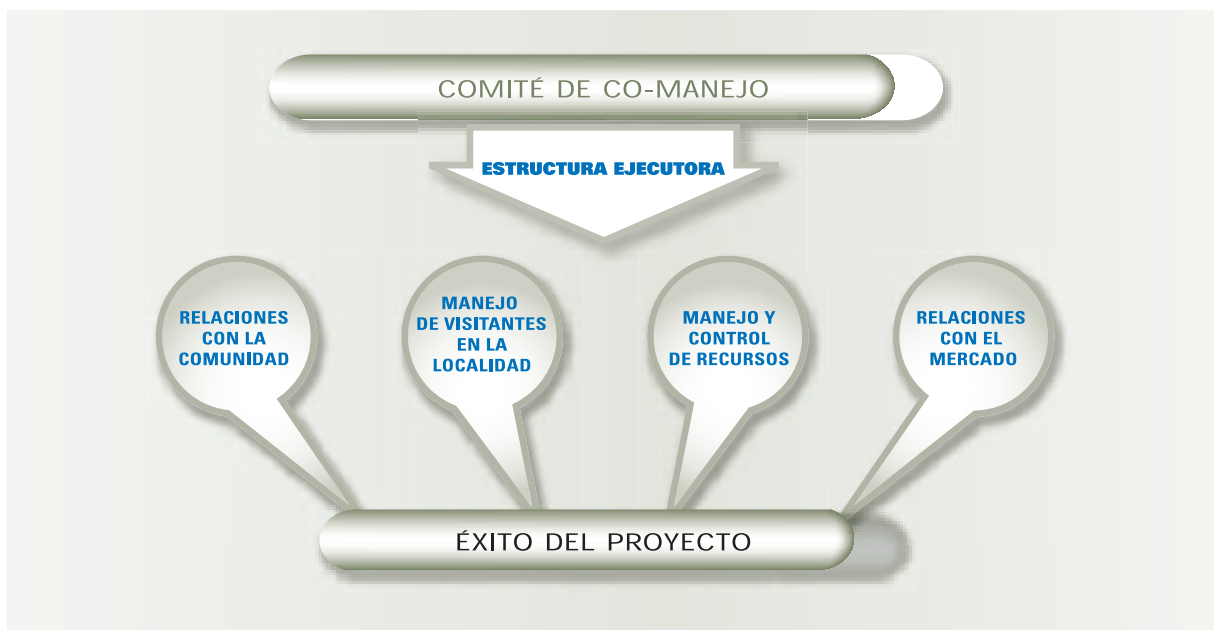 COMITÉ DE CO-MANEJO
ESTRUCTURA EJECUTORA
RELACIONES
CON LA
COMUNIDAD
MANEJO
DE VISITANTES
EN LA
LOCALIDAD
MANEJO Y
CONTROL
DE RECURSOS
RELACIONES
CON EL
MERCADO
ÉXITO DEL PROYECTO